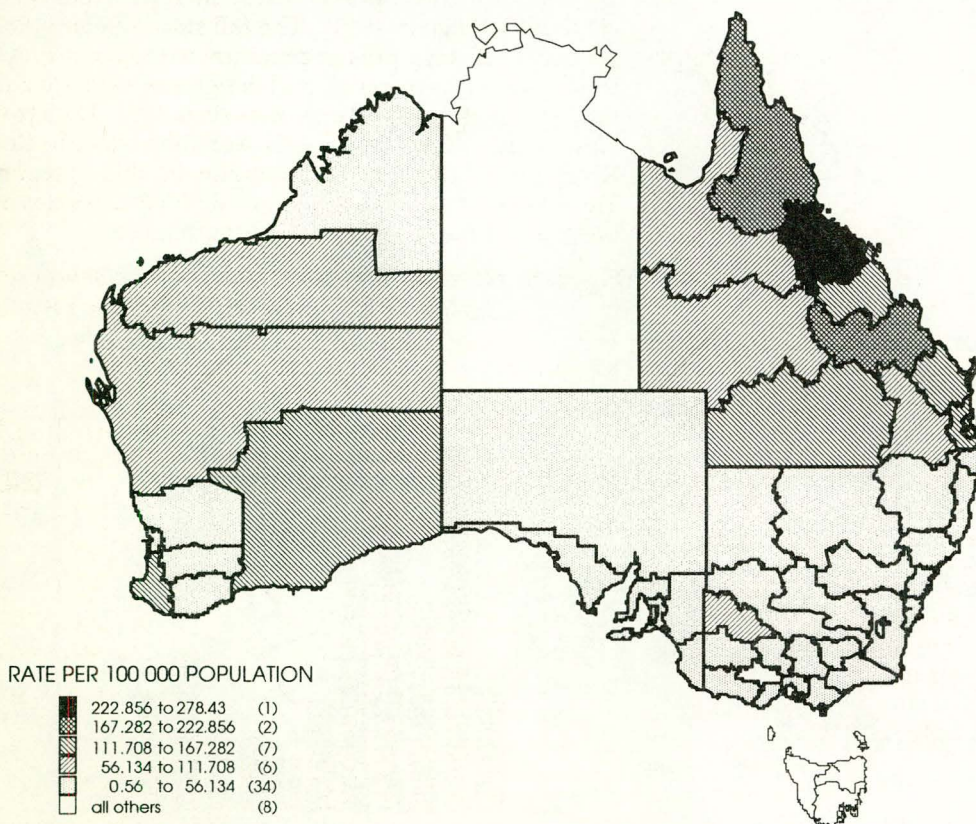 RATE PER 100 000 POPULATION
222.856 to 278.43 (1)
167.282 to 222.856 (2)
111.708 to 167.282 (7)
56.134 to 111.708 (6)
0.56 to 56.134 (34)
all others (8)